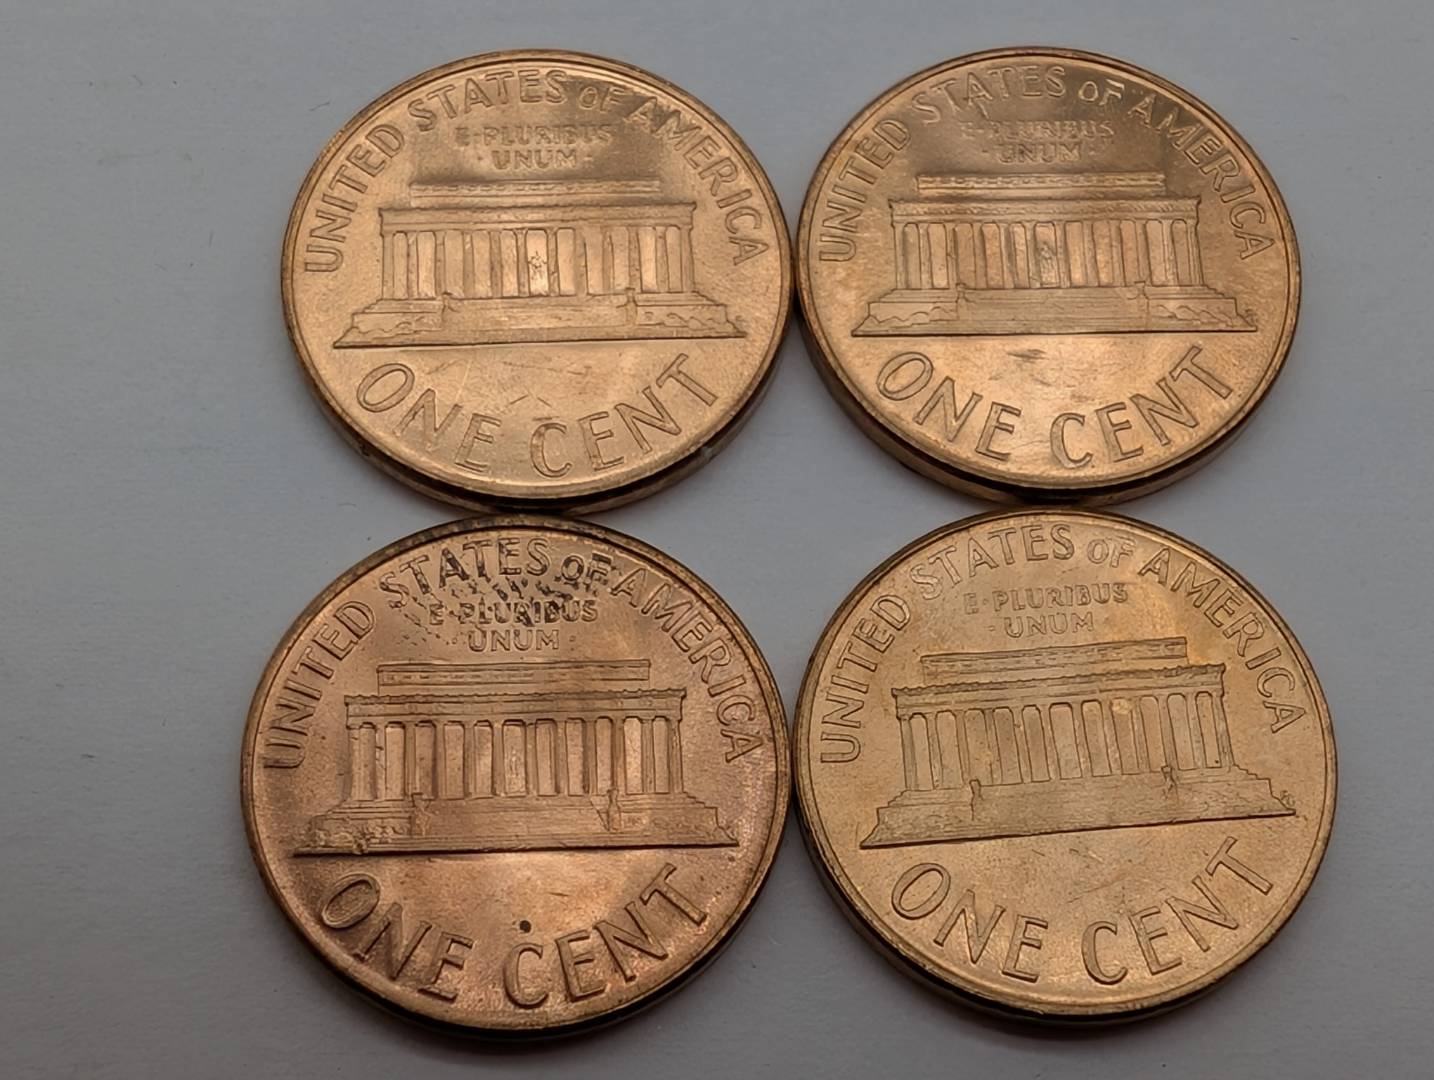 UNITED STATES OF AMERICA
E·PLURIBUS
·UNUM·
ONE CENT
UNITED STATES OF AMERICA
E·PLURIBUS
·UNUM·
ONE CENT
UNITED STATES OF AMERICA
E·PLURIBUS
·UNUM·
ONE CENT
UNITED STATES OF AMERICA
E·PLURIBUS
·UNUM·
ONE CENT